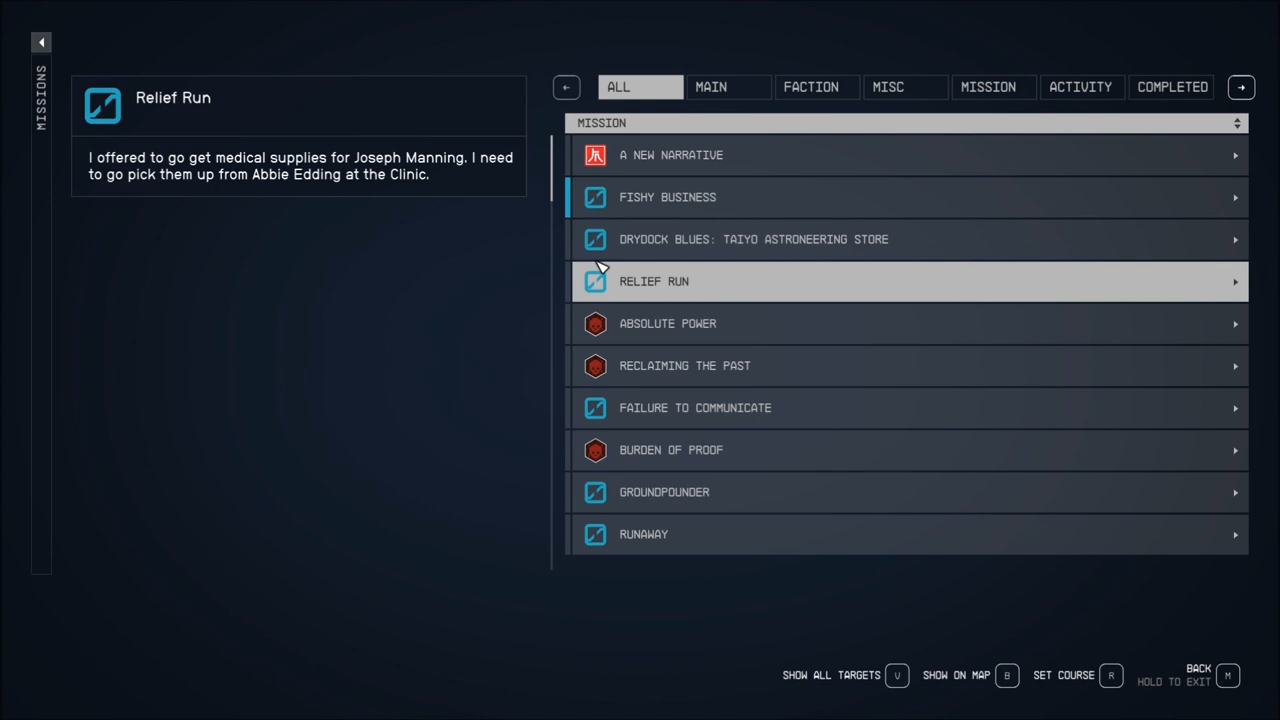 MISSIONS
Relief Run
I offered to go get medical supplies for Joseph Manning. I need
to go pick them up from Abbie Edding at the Clinic.
ALL MAIN FACTION MISC MISSION ACTIVITY COMPLETED
MISSION
A NEW NARRATIVE
FISHY BUSINESS
DRYDOCK BLUES: TAIYO ASTRONEERING STORE
RELIEF RUN
ABSOLUTE POWER
RECLAIMING THE PAST
FAILURE TO COMMUNICATE
BURDEN OF PROOF
GROUNDPOUNDER
RUNAWAY
SHOW ALL TARGETS V SHOW ON MAP B SET COURSE R BACK M
HOLD TO EXIT